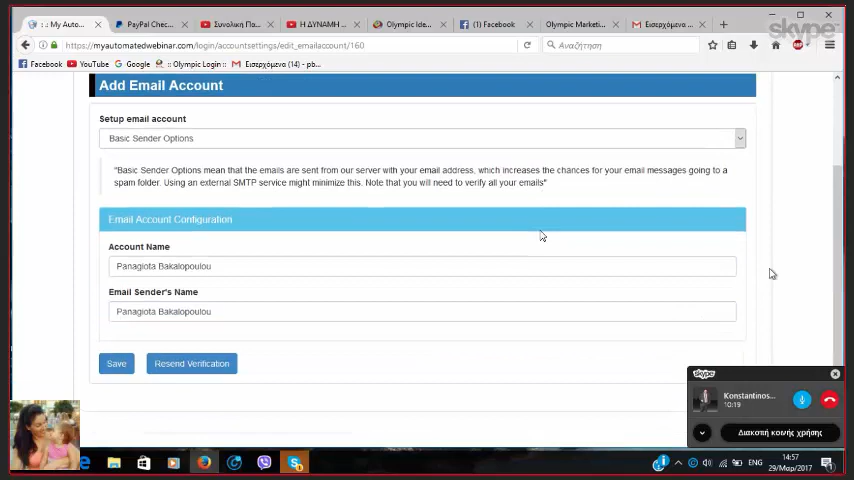 : .: My Auto...
PayPal Chec...
Συνολική Πα...
Η ΔΥΝΑΜΗ ...
Olympic Ide...
(1) Facebook
Olympic Marketi...
Εισερχόμενα...
skype
https://myautomatedwebinar.com/login/accountsettings/edit_emailaccount/160
Αναζήτηση
ABP
Facebook
YouTube
Google
:: Olympic Login ::
Εισερχόμενα (14) - pb...
Add Email Account
Setup email account
Basic Sender Options
"Basic Sender Options mean that the emails are sent from our server with your email address, which increases the chances for your email messages going to a
spam folder. Using an external SMTP service might minimize this. Note that you will need to verify all your emails"
Email Account Configuration
Account Name
Panagiota Bakalopoulou
Email Sender's Name
Panagiota Bakalopoulou
Save
Resend Verification
skype
Konstantinos...
10:19
Διακοπή κοινής χρήσης
ENG
14:57
29/Μαρ/2017